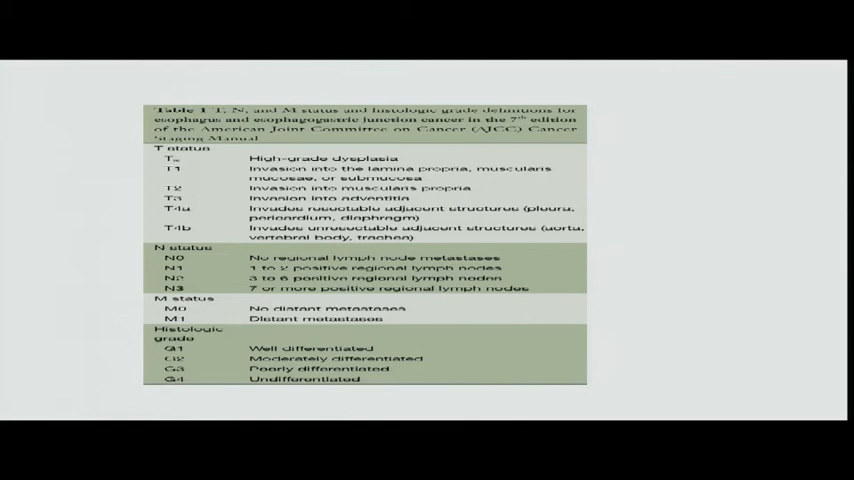 Table 1 T, N, and M status and histologic grade definitions for
esophagus and esophagogastric junction cancer in the 7th edition
of the American Joint Committee on Cancer (AJCC) Cancer
Staging Manual
T status
Tis High-grade dysplasia
T1 Invasion into the lamina propria, muscularis
mucosae, or submucosa
T2 Invasion into muscularis propria
T3 Invasion into adventitia
T4a Invades resectable adjacent structures (pleura,
pericardium, diaphragm)
T4b Invades unresectable adjacent structures (aorta,
vertebral body, trachea)
N status
N0 No regional lymph node metastases
N1 1 to 2 positive regional lymph nodes
N2 3 to 6 positive regional lymph nodes
N3 7 or more positive regional lymph nodes
M status
M0 No distant metastases
M1 Distant metastases
Histologic
grade
G1 Well differentiated
G2 Moderately differentiated
G3 Poorly differentiated
G4 Undifferentiated